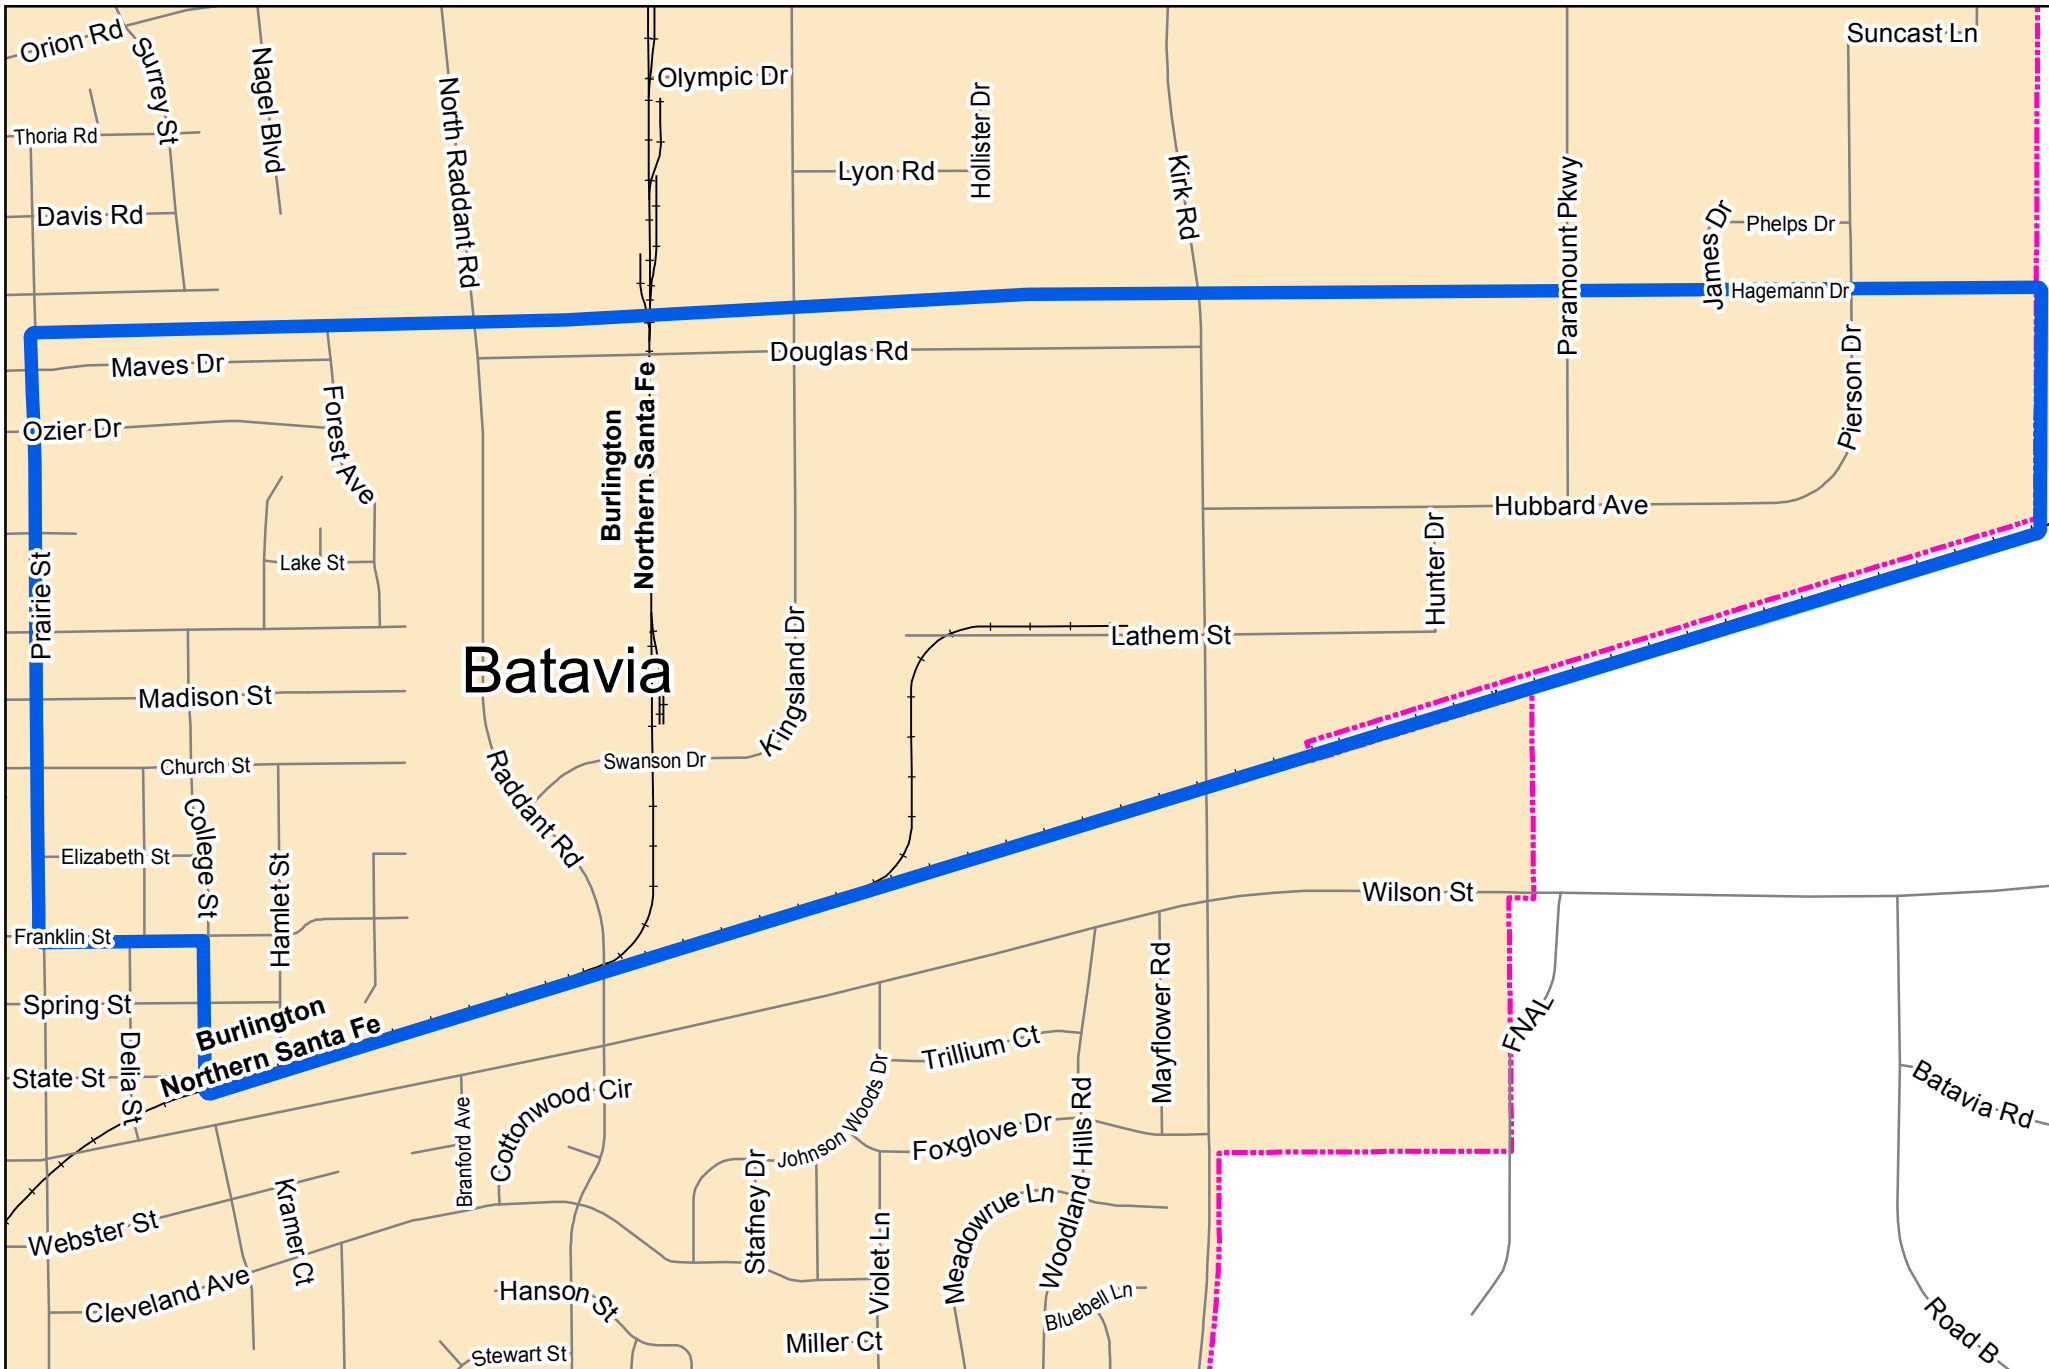 Orion Rd
Surrey St
Nagel Blvd
North Raddant Rd
Olympic Dr
Hollister Dr
Suncast Ln
Thoria Rd
Lyon Rd
Kirk Rd
Paramount Pkwy
Davis Rd
James Dr
Phelps Dr
Hagemann Dr
Maves Dr
Douglas Rd
Pierson Dr
Ozier Dr
Forest Ave
Burlington
Northern Santa Fe
Hubbard Ave
Hunter Dr
Lake St
Prairie St
Lathem St
Batavia
Kingsland Dr
Madison St
Church St
Swanson Dr
Raddant Rd
College St
Elizabeth St
Hamlet St
Wilson St
Franklin St
Spring St
Burlington
Northern Santa Fe
Mayflower Rd
FNAL
State St
Delia St
Trillium Ct
Batavia Rd
Branford Ave
Cottonwood Cir
Johnson Woods Dr
Foxglove Dr
Woodland Hills Rd
Stafney Dr
Meadowrue Ln
Webster St
Kramer Ct
Violet Ln
Cleveland Ave
Hanson St
Bluebell Ln
Miller Ct
Stewart St
Road B